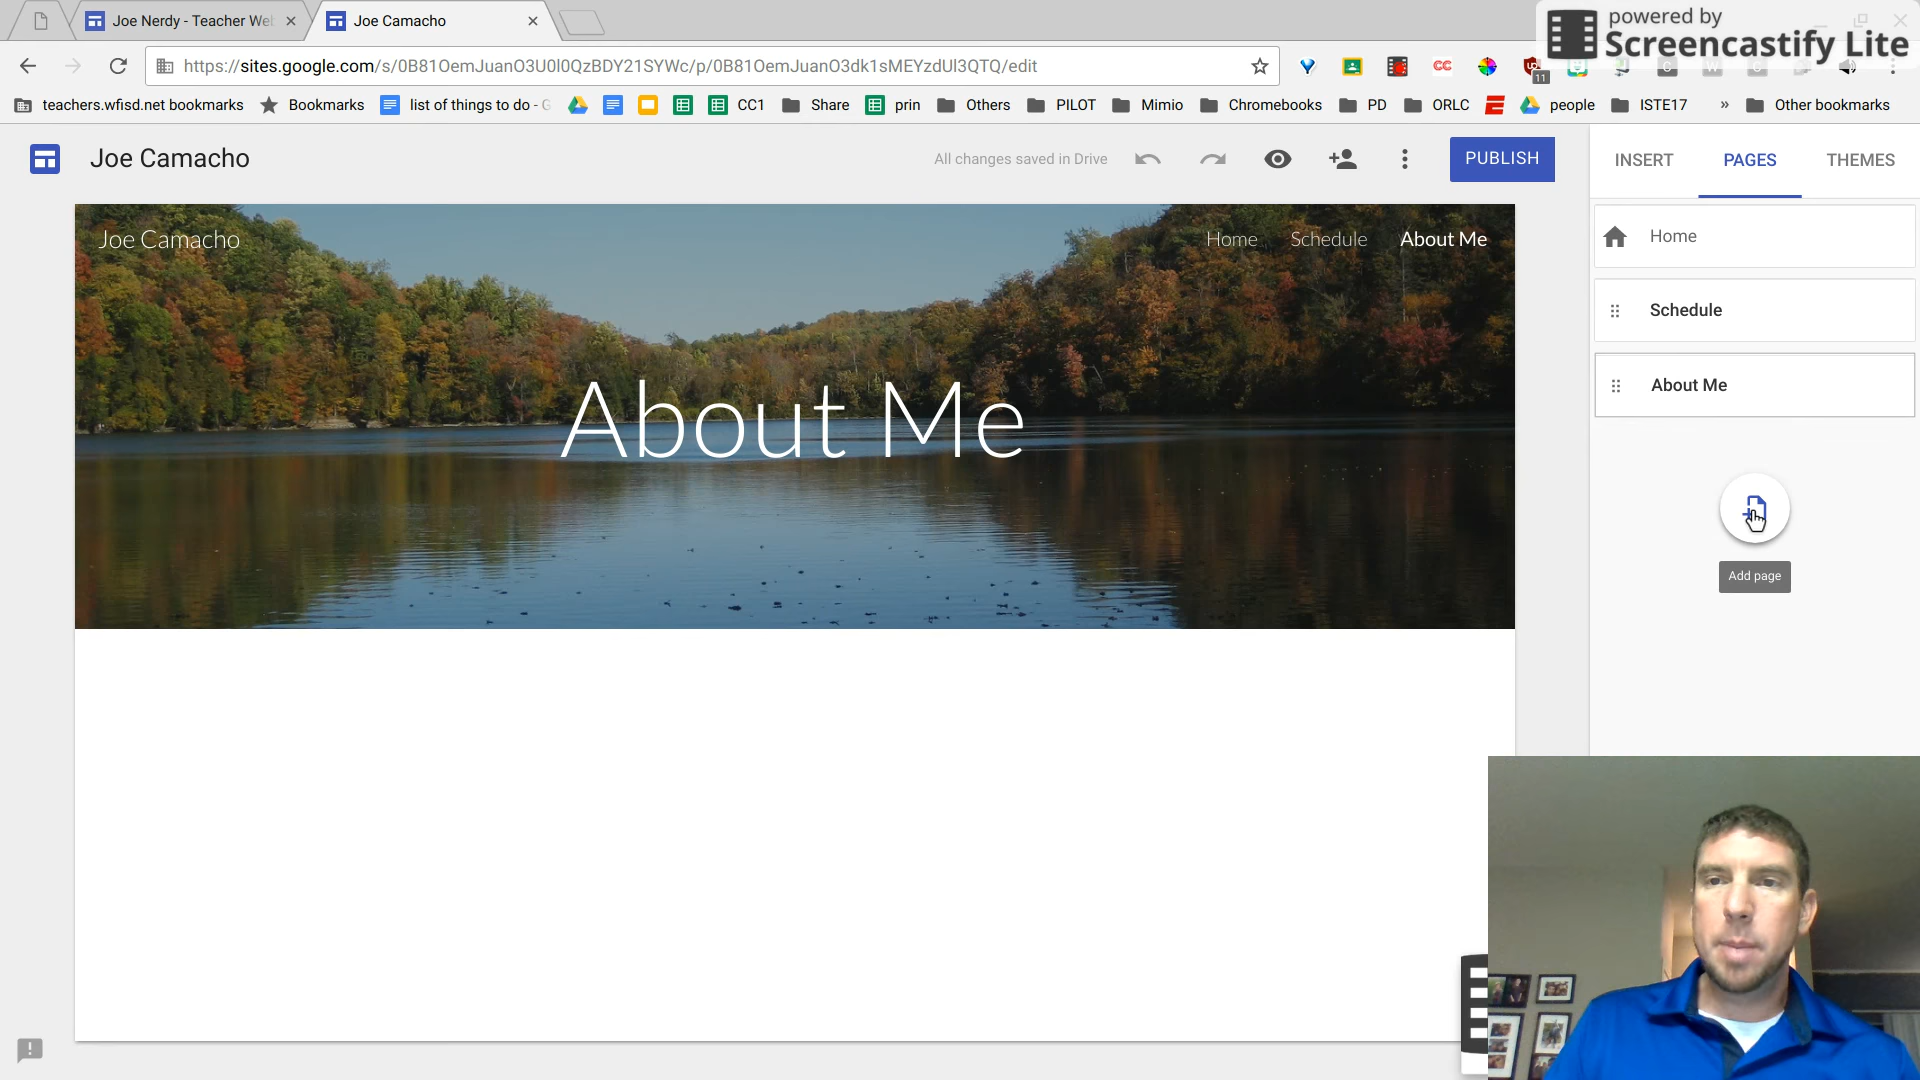 Joe Nerdy - Teacher We
Joe Camacho
powered by
Screencastify Lite
https://sites.google.com/s/0B81OemJuanO3U0l0QzBDY21SYWc/p/0B81OemJuanO3dk1sMEYzdUl3QTQ/edit
CC
11
C
W
C
teachers.wfisd.net bookmarks
Bookmarks
list of things to do - G
CC1
Share
prin
Others
PILOT
Mimio
Chromebooks
PD
ORLC
people
ISTE17
»
Other bookmarks
Joe Camacho
All changes saved in Drive
PUBLISH
INSERT
PAGES
THEMES
Joe Camacho
Home
Schedule
About Me
About Me
Home
Schedule
About Me
Add page